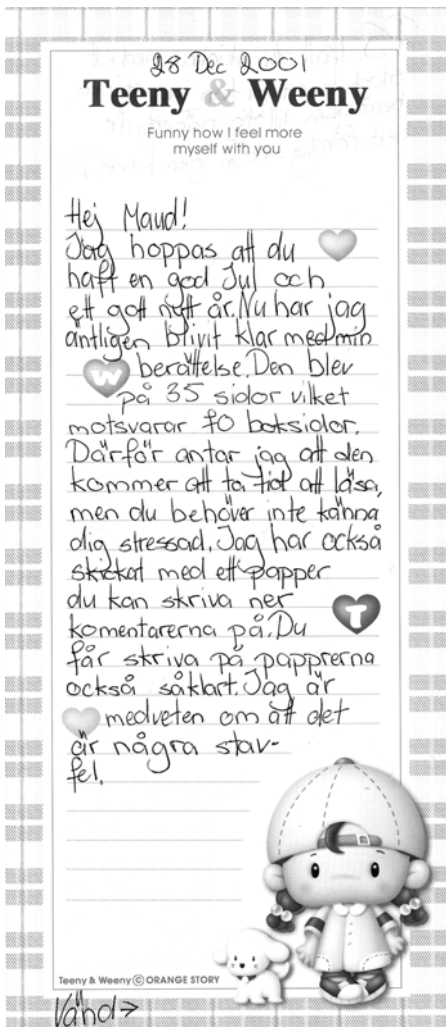 28 Dec 2001
Teeny & Weeny
Funny how I feel more
myself with you
Hej Maud!
Jag hoppas att du
haft en god Jul och
ett gott nytt år. Nu har jag
äntligen blivit klar med min
W berättelse. Den blev
på 35 sidor vilket
motsvarar 70 boksidor.
Därför antar jag att den
kommer att ta tid att läsa,
men du behöver inte känna
dig stressad. Jag har också
skickat med ett papper
du kan skriva ner
T
komentarerna på. Du
får skriva på papprerna
också såklart. Jag är
medveten om att det
är några stav-
fel.
Teeny & Weeny © ORANGE STORY
Vänd→